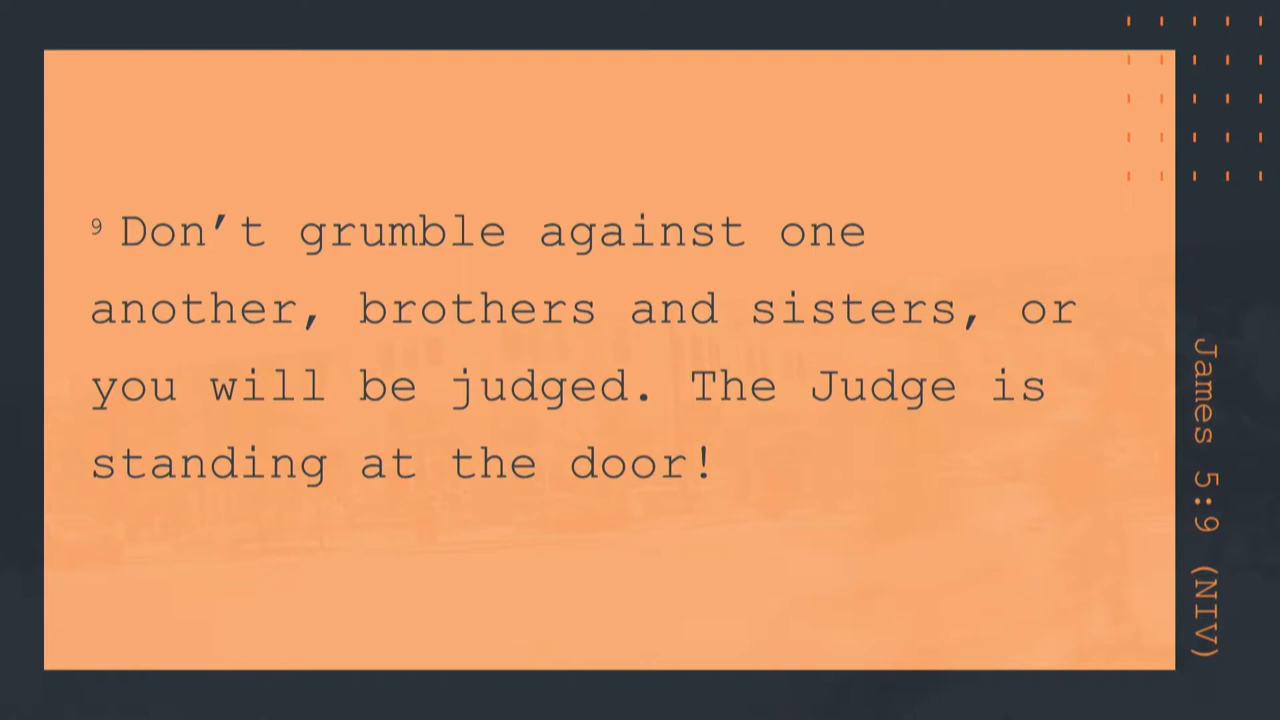 9 Don’t grumble against one
another, brothers and sisters, or
you will be judged. The Judge is
standing at the door!
James 5:9 (NIV)